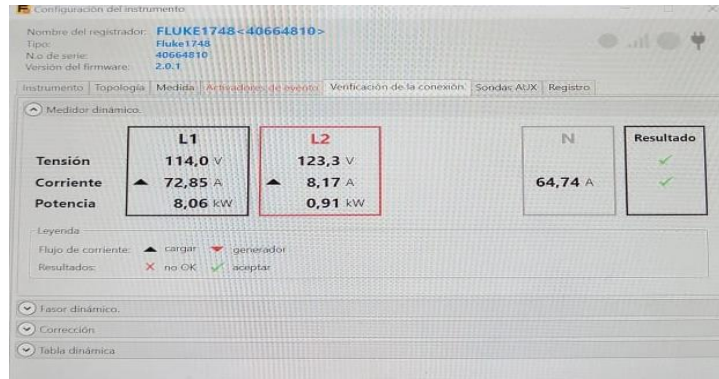 Configuración del instrumento
Nombre del registrador: FLUKE1748<40664810>
Tipo: Fluke1748
N.o de serie: 40664810
Versión del firmware: 2.0.1
Instrumento Topología Medida Activadores de evento Verificación de la conexión Sondas AUX Registro
Medidor dinámico.
L1 L2 N Resultado
Tensión 114,0 V 123,3 V
Corriente 72,85 A 8,17 A 64,74 A
Potencia 8,06 kW 0,91 kW
Leyenda
Flujo de corriente: cargar generador
Resultados: no OK aceptar
Fasor dinámico.
Corrección
Tabla dinámica